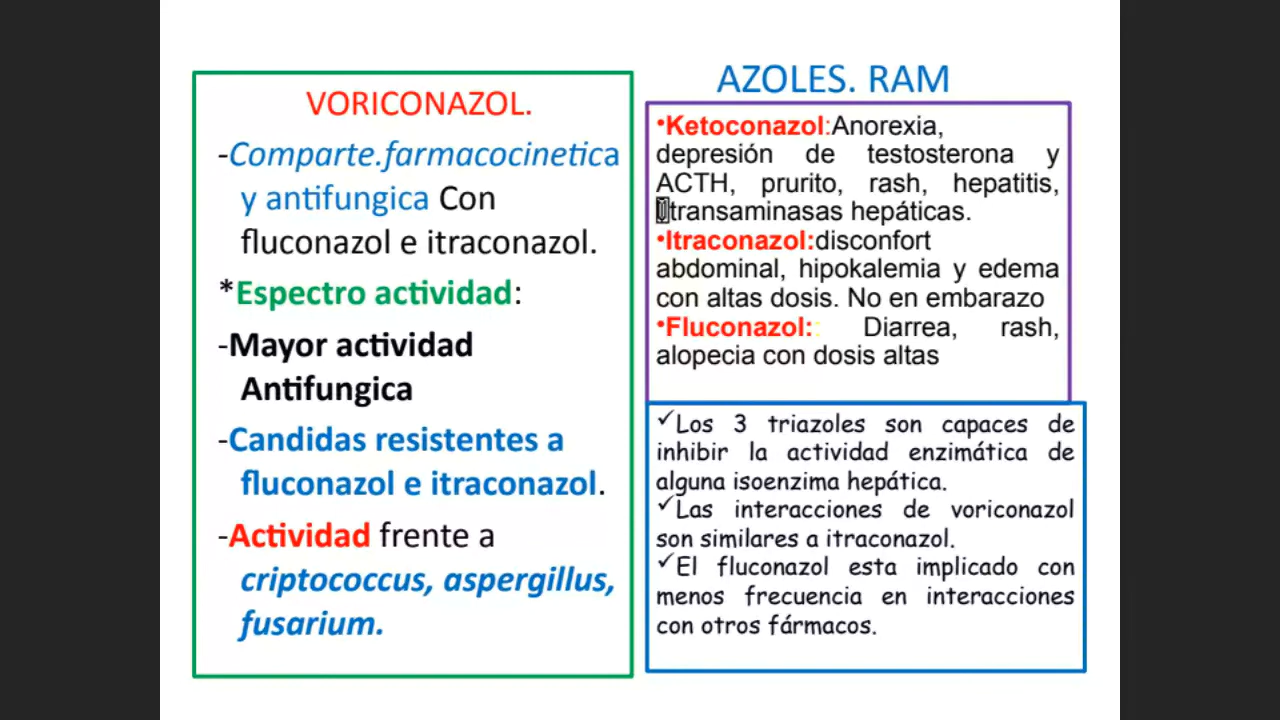 VORICONAZOL.
-Comparte.farmacocinetica
y antifungica Con
fluconazol e itraconazol.
*Espectro actividad:
-Mayor actividad
Antifungica
-Candidas resistentes a
fluconazol e itraconazol.
-Actividad frente a
criptococcus, aspergillus,
fusarium.
AZOLES. RAM
•Ketoconazol:Anorexia,
depresión de testosterona y
ACTH, prurito, rash, hepatitis,
transaminasas hepáticas.
•Itraconazol:disconfort
abdominal, hipokalemia y edema
con altas dosis. No en embarazo
•Fluconazol:: Diarrea, rash,
alopecia con dosis altas
✓Los 3 triazoles son capaces de
inhibir la actividad enzimática de
alguna isoenzima hepática.
✓Las interacciones de voriconazol
son similares a itraconazol.
✓El fluconazol esta implicado con
menos frecuencia en interacciones
con otros fármacos.